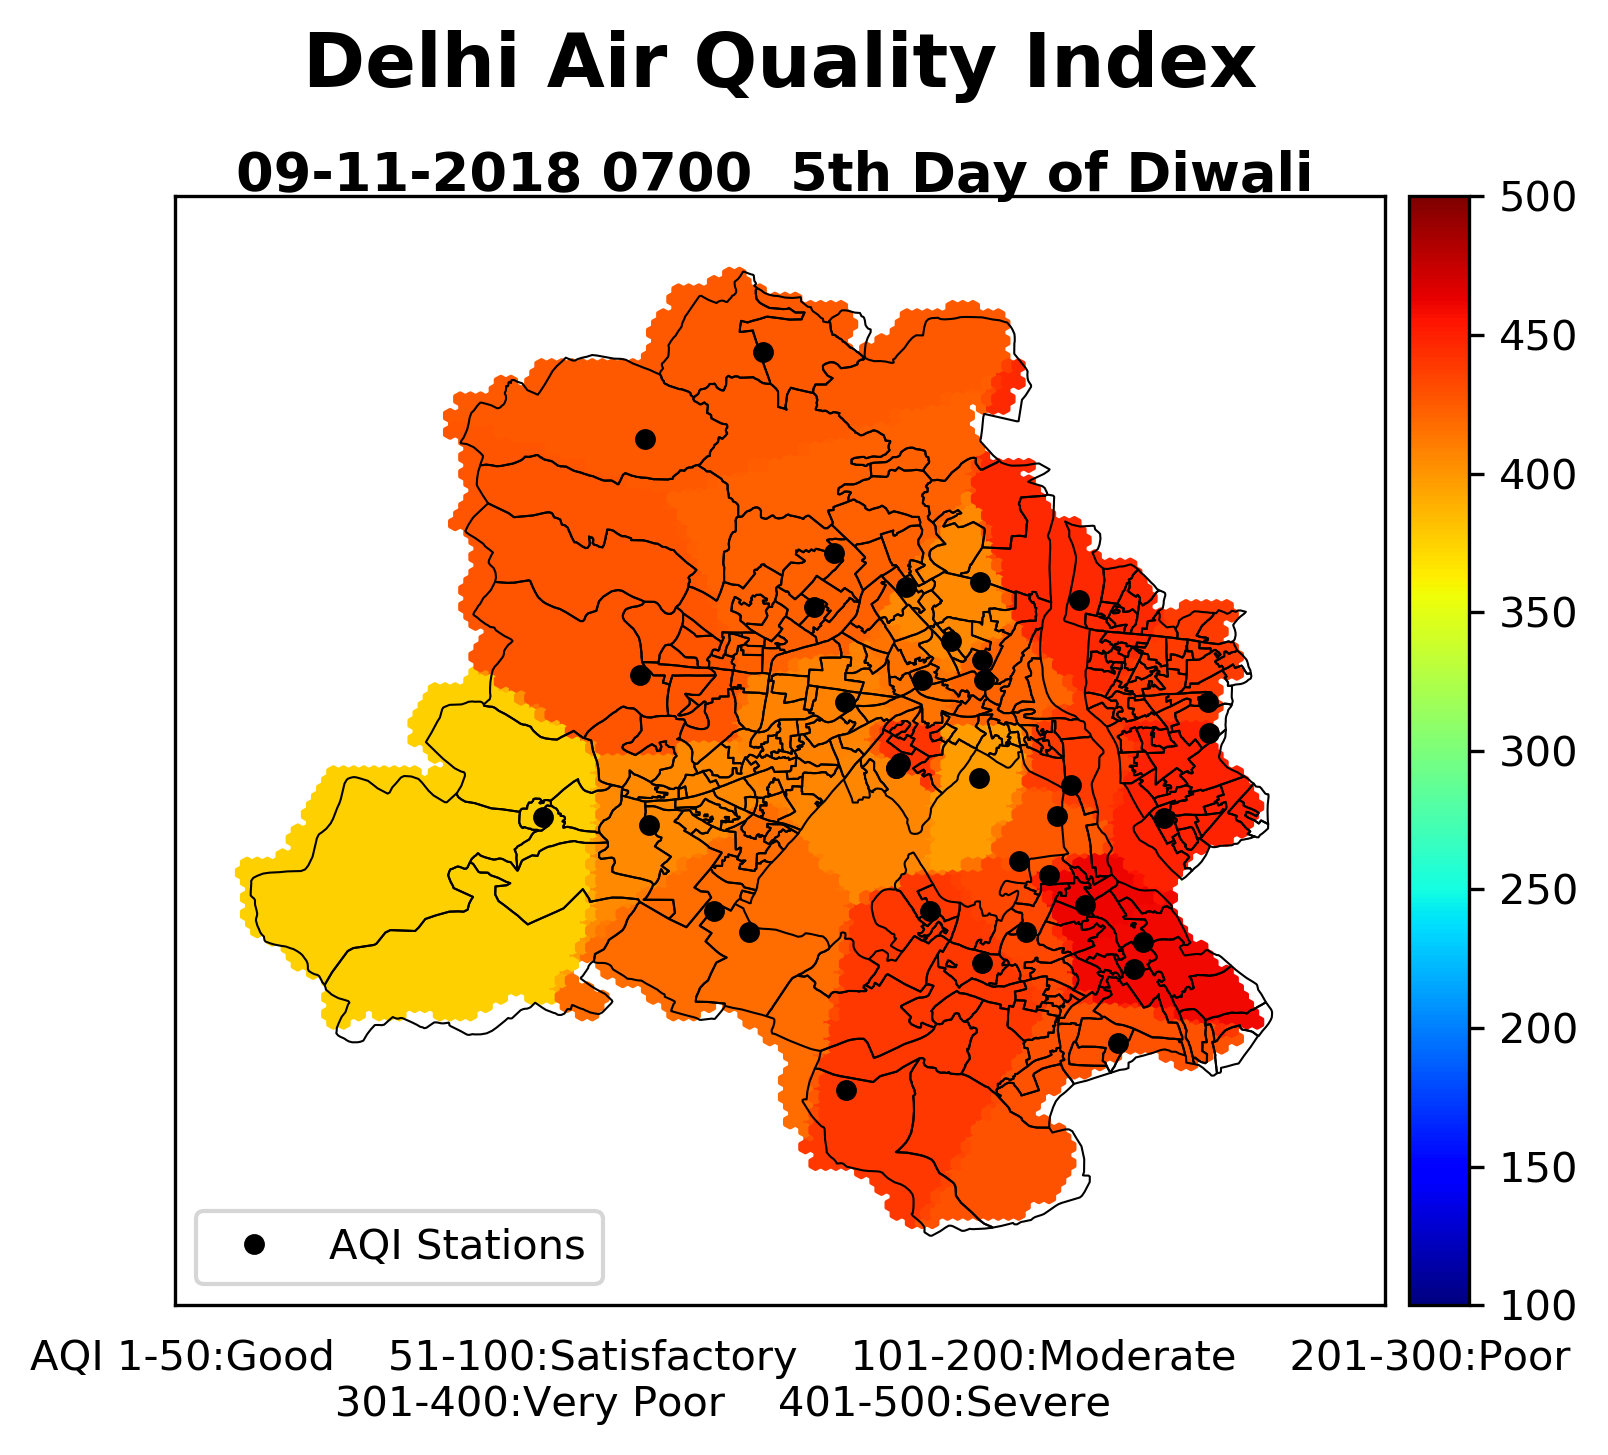 Delhi Air Quality Index
09-11-2018 0700  5th Day of Diwali
500
450
400
350
300
250
200
150
100
AQI Stations
AQI 1-50:Good    51-100:Satisfactory    101-200:Moderate    201-300:Poor
301-400:Very Poor    401-500:Severe